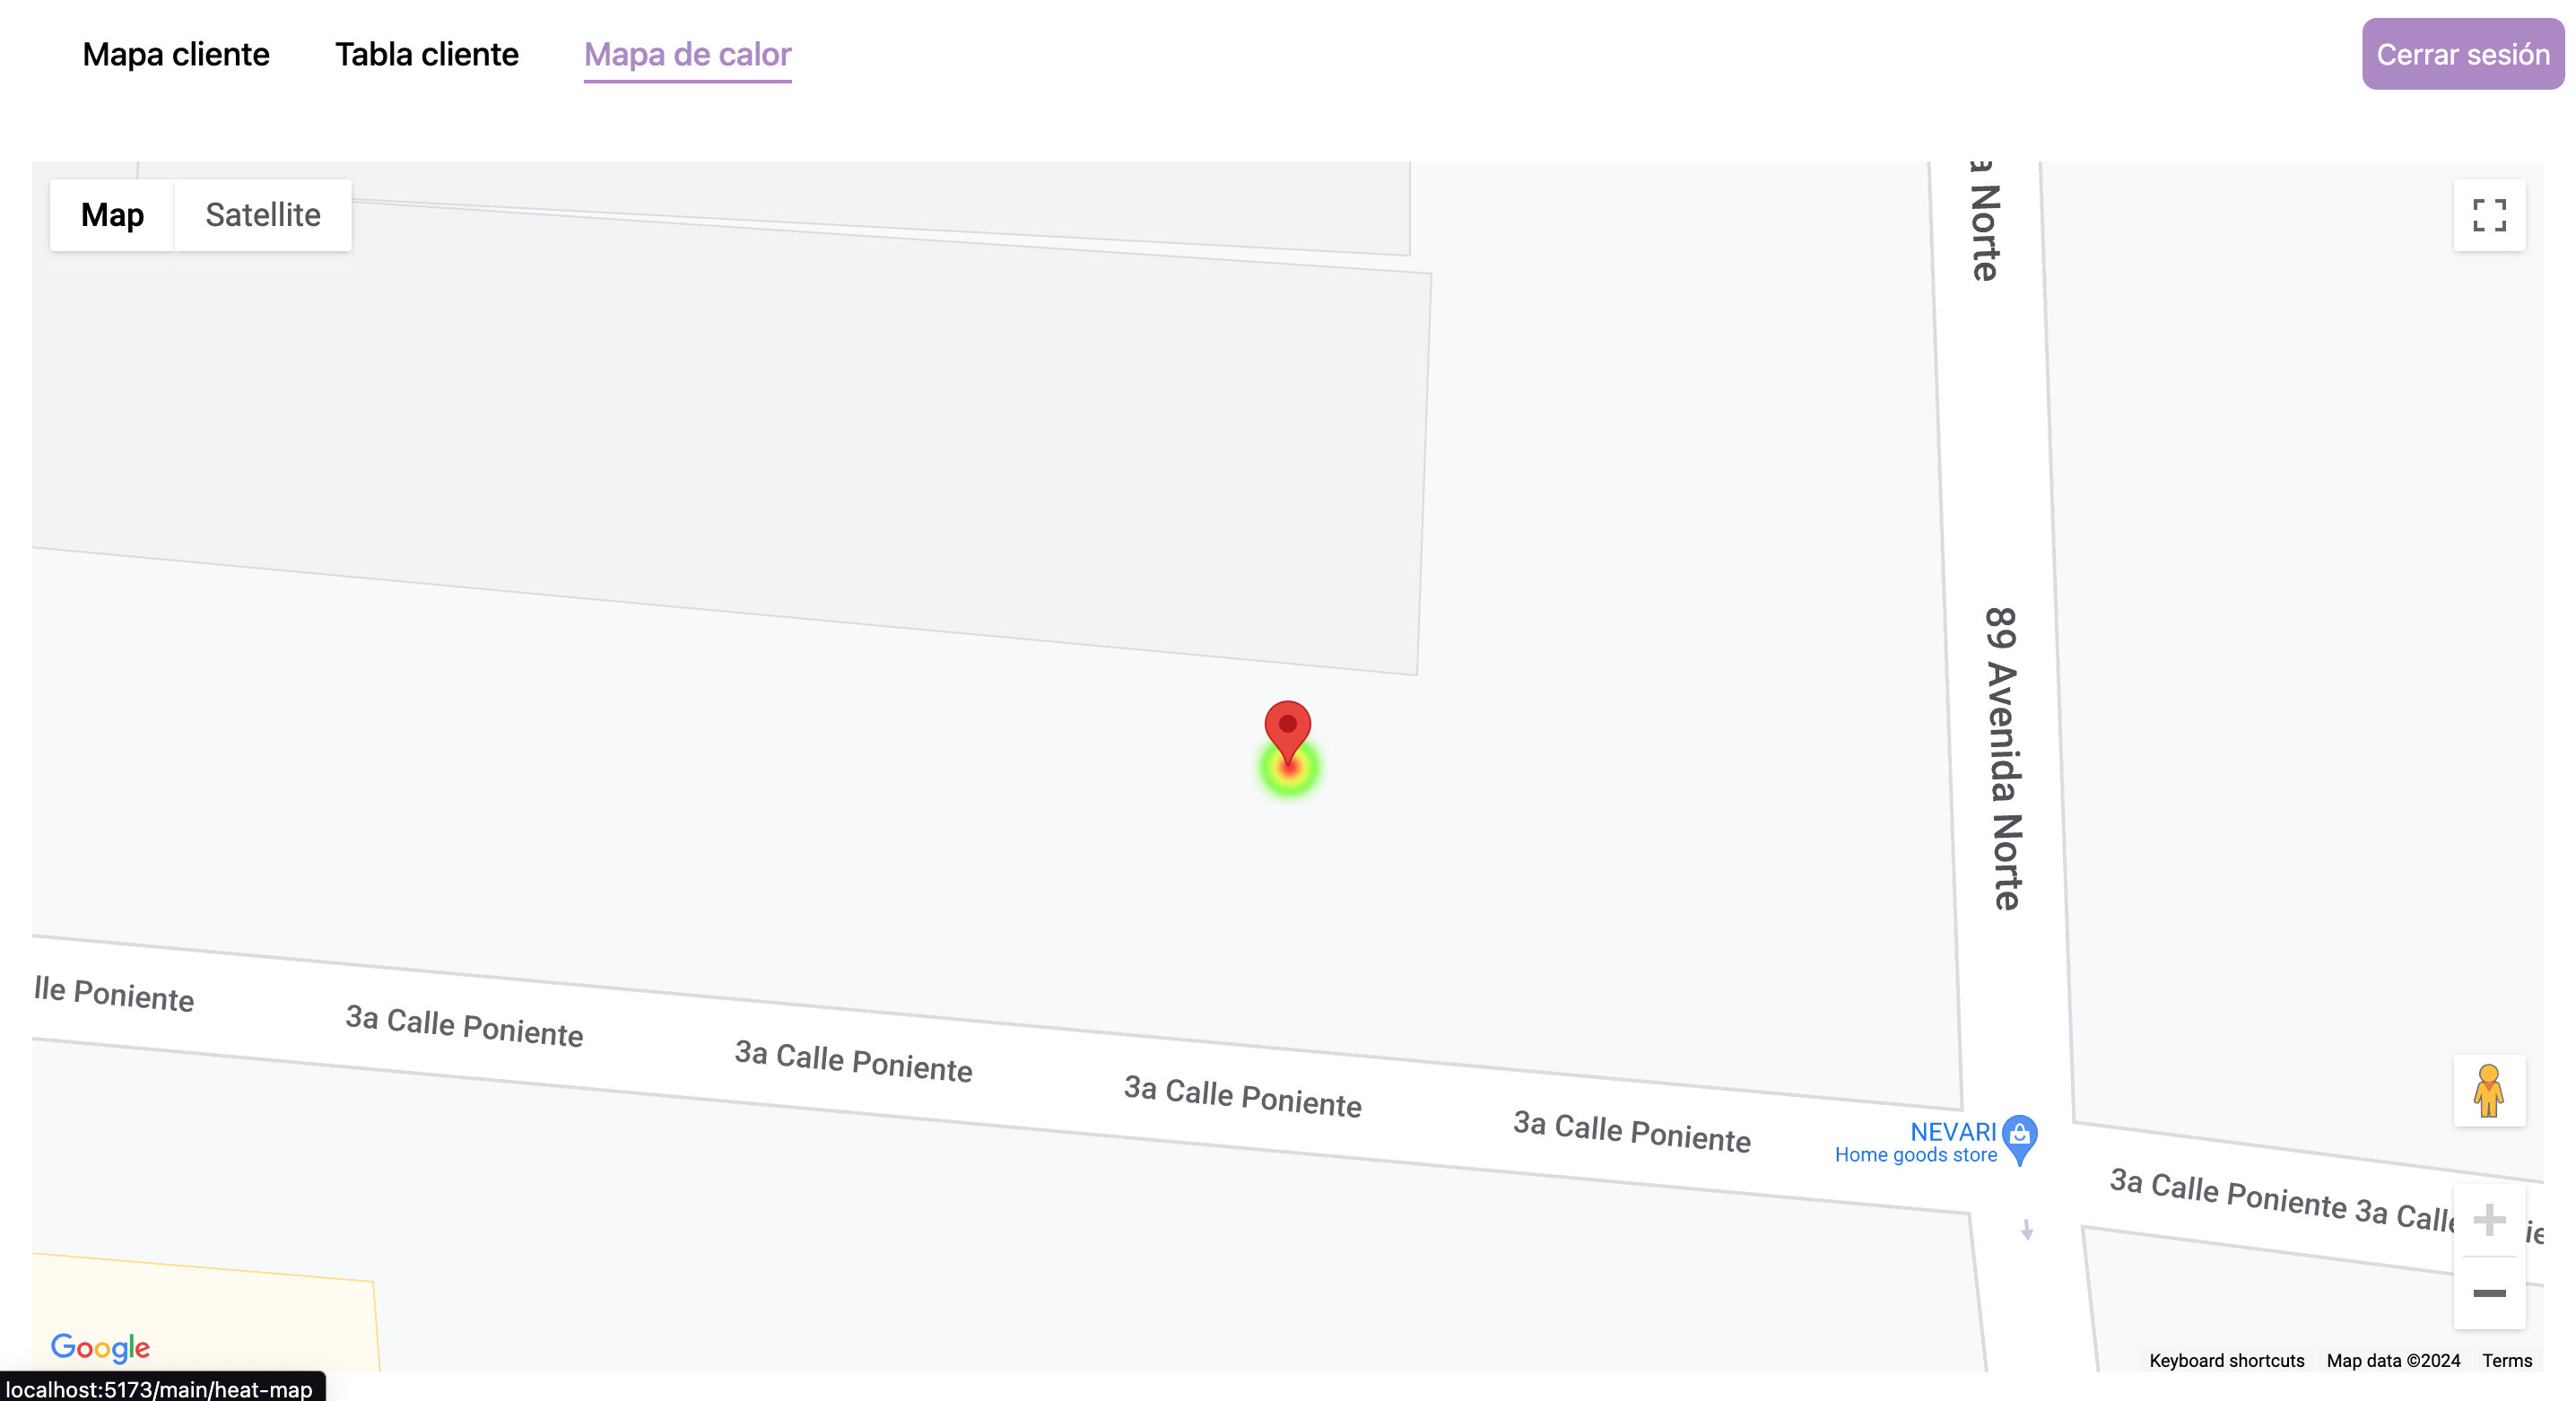 Mapa cliente
Tabla cliente
Mapa de calor
Cerrar sesión
Map
Satellite
a Norte
89 Avenida Norte
lle Poniente
3a Calle Poniente
3a Calle Poniente
3a Calle Poniente
3a Calle Poniente
NEVARI
Home goods store
3a Calle Poniente 3a Calle
ie
Google
Keyboard shortcuts
Map data ©2024
Terms
localhost:5173/main/heat-map